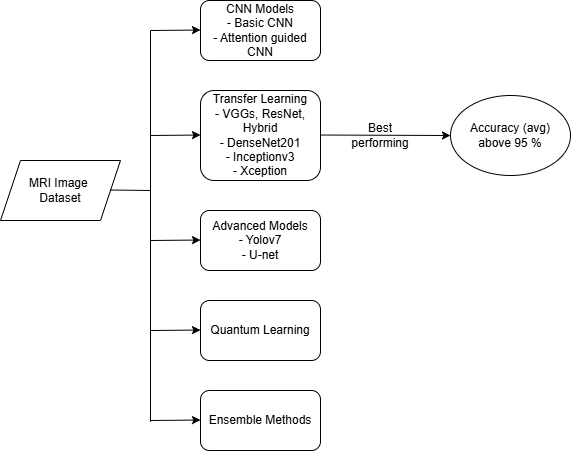 CNN Models
- Basic CNN
- Attention guided
CNN
Transfer Learning
- VGGs, ResNet,
Hybrid
- DenseNet201
- Inceptionv3
- Xception
Best
performing
Accuracy (avg)
above 95 %
MRI Image
Dataset
Advanced Models
- Yolov7
- U-net
Quantum Learning
Ensemble Methods